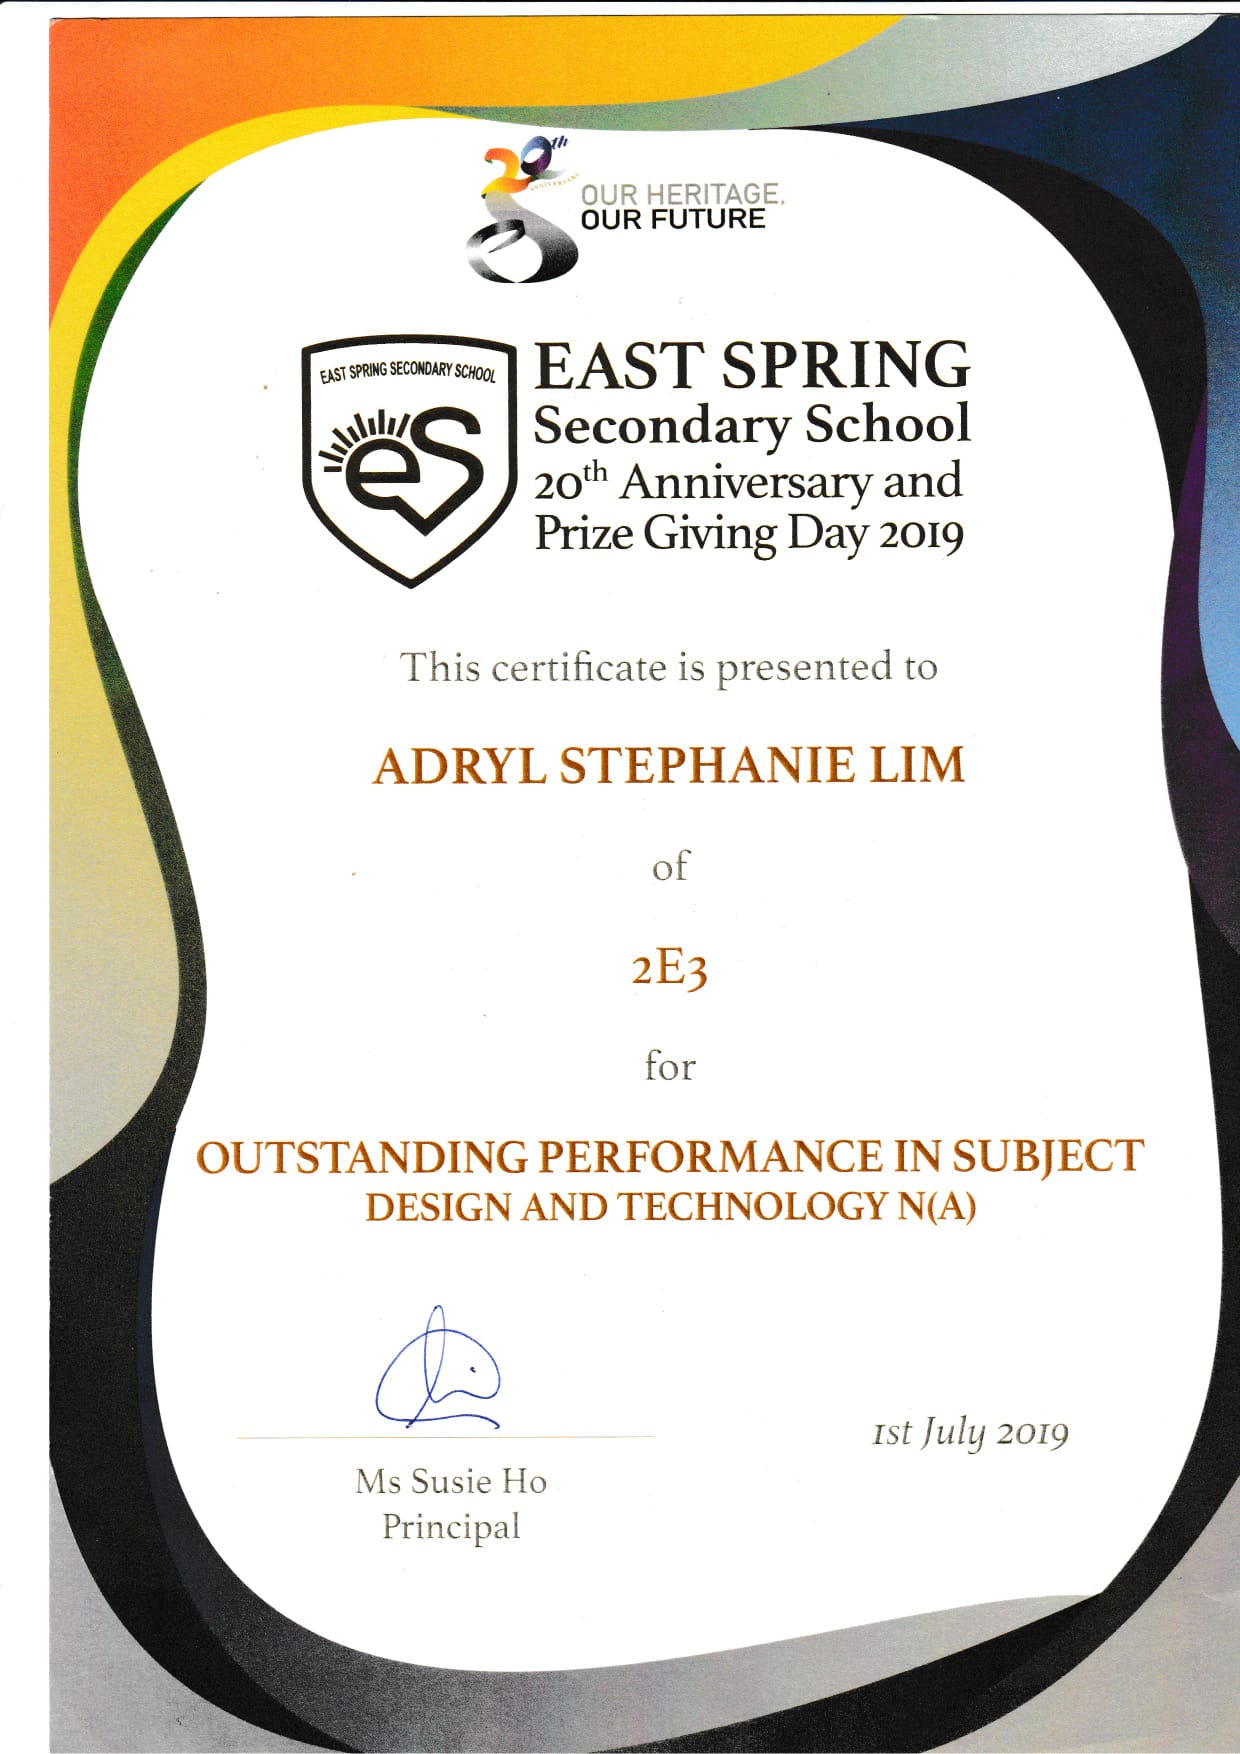 20th
ANNIVERSARY
OUR HERITAGE.
OUR FUTURE
EAST SPRING SECONDARY SCHOOL
eS
EAST SPRING
Secondary School
20th Anniversary and
Prize Giving Day 2019
This certificate is presented to
ADRYL STEPHANIE LIM
of
2E3
for
OUTSTANDING PERFORMANCE IN SUBJECT
DESIGN AND TECHNOLOGY N(A)
1st July 2019
Ms Susie Ho
Principal